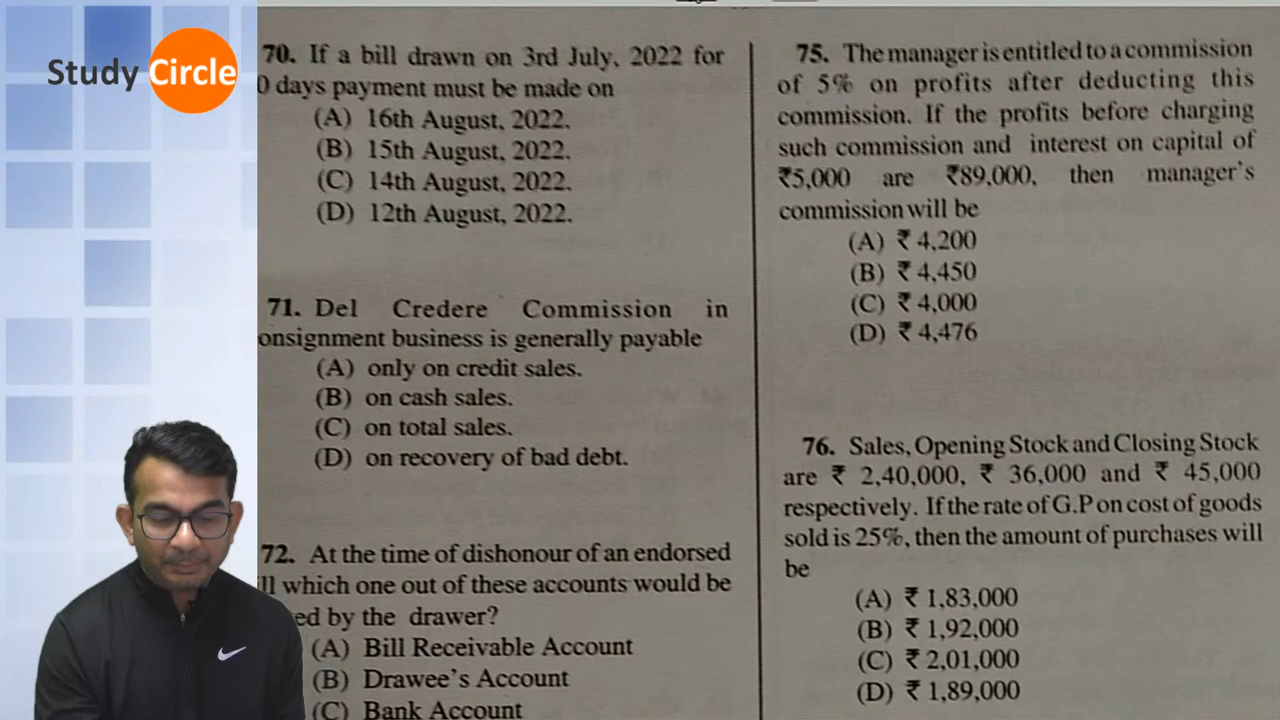 Study Circle
70. If a bill drawn on 3rd July, 2022 for
0 days payment must be made on
(A) 16th August, 2022.
(B) 15th August, 2022.
(C) 14th August, 2022.
(D) 12th August, 2022.
71. Del Credere Commission in
onsignment business is generally payable
(A) only on credit sales.
(B) on cash sales.
(C) on total sales.
(D) on recovery of bad debt.
72. At the time of dishonour of an endorsed
ll which one out of these accounts would be
ed by the drawer?
(A) Bill Receivable Account
(B) Drawee's Account
(C) Bank Account
75. The manager is entitled to a commission
of 5% on profits after deducting this
commission. If the profits before charging
such commission and interest on capital of
₹5,000 are ₹89,000, then manager's
commission will be
(A) ₹ 4,200
(B) ₹ 4,450
(C) ₹ 4,000
(D) ₹ 4,476
76. Sales, Opening Stock and Closing Stock
are ₹ 2,40,000, ₹ 36,000 and ₹ 45,000
respectively. If the rate of G.P on cost of goods
sold is 25%, then the amount of purchases will
be
(A) ₹ 1,83,000
(B) ₹ 1,92,000
(C) ₹ 2,01,000
(D) ₹ 1,89,000